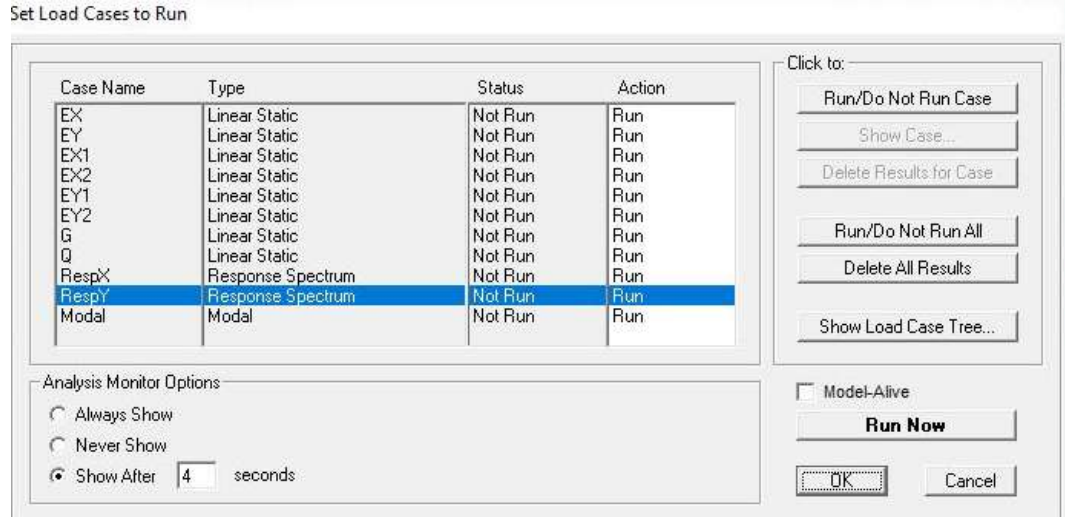 Set Load Cases to Run
Case Name Type Status Action
EX Linear Static Not Run Run
EY Linear Static Not Run Run
EX1 Linear Static Not Run Run
EX2 Linear Static Not Run Run
EY1 Linear Static Not Run Run
EY2 Linear Static Not Run Run
G Linear Static Not Run Run
Q Linear Static Not Run Run
RespX Response Spectrum Not Run Run
RespY Response Spectrum Not Run Run
Modal Modal Not Run Run
Click to:
Run/Do Not Run Case
Show Case...
Delete Results for Case
Run/Do Not Run All
Delete All Results
Show Load Case Tree...
Analysis Monitor Options
Always Show
Never Show
Show After 4 seconds
Model-Alive
Run Now
OK Cancel